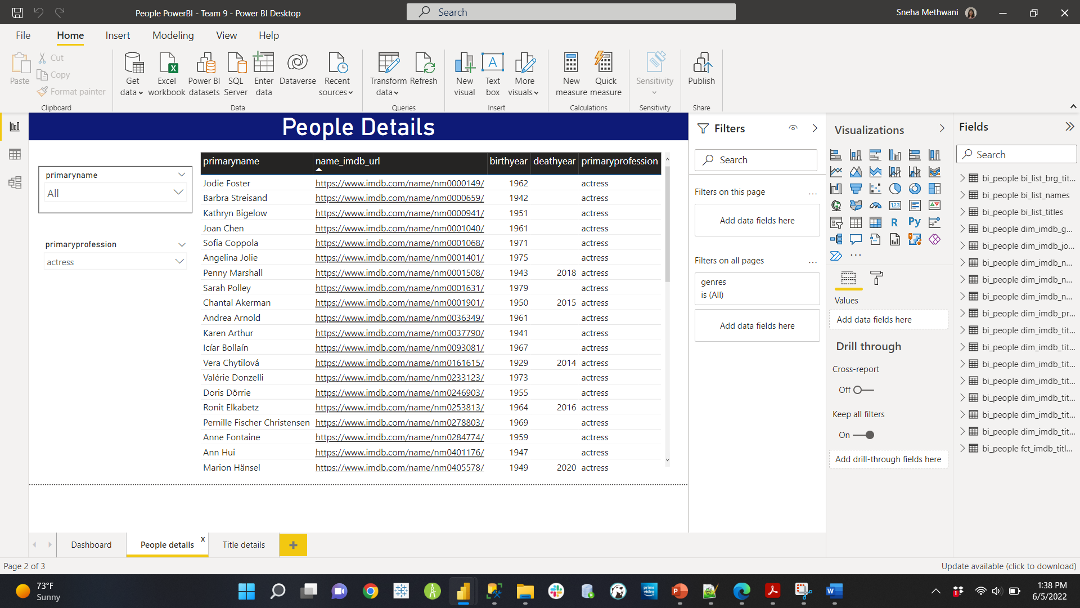 People PowerBI - Team 9 - Power BI Desktop
Search
Sneha Methwani
File Home Insert Modeling View Help
Paste
Cut
Copy
Format painter
Clipboard
Get data
Excel workbook
Power BI datasets
SQL Server
Enter data
Dataverse
Recent sources
Data
Transform data
Refresh
Queries
New visual
Text box
More visuals
Insert
New measure
Quick measure
Calculations
Sensitivity
Sensitivity
Publish
Share
People Details
primaryname
All
primaryprofession
actress
primaryname name_imdb_url birthyear deathyear primaryprofession
Jodie Foster https://www.imdb.com/name/nm0000149/ 1962 actress
Barbra Streisand https://www.imdb.com/name/nm0000659/ 1942 actress
Kathryn Bigelow https://www.imdb.com/name/nm0000941/ 1951 actress
Joan Chen https://www.imdb.com/name/nm0001040/ 1961 actress
Sofia Coppola https://www.imdb.com/name/nm0001068/ 1971 actress
Angelina Jolie https://www.imdb.com/name/nm0001401/ 1975 actress
Penny Marshall https://www.imdb.com/name/nm0001508/ 1943 2018 actress
Sarah Polley https://www.imdb.com/name/nm0001631/ 1979 actress
Chantal Akerman https://www.imdb.com/name/nm0001901/ 1950 2015 actress
Andrea Arnold https://www.imdb.com/name/nm0036349/ 1961 actress
Karen Arthur https://www.imdb.com/name/nm0037790/ 1941 actress
Icíar Bollaín https://www.imdb.com/name/nm0093081/ 1967 actress
Vera Chytilová https://www.imdb.com/name/nm0161615/ 1929 2014 actress
Valérie Donzelli https://www.imdb.com/name/nm0233123/ 1973 actress
Doris Dörrie https://www.imdb.com/name/nm0246903/ 1955 actress
Ronit Elkabetz https://www.imdb.com/name/nm0253813/ 1964 2016 actress
Pernille Fischer Christensen https://www.imdb.com/name/nm0278803/ 1969 actress
Anne Fontaine https://www.imdb.com/name/nm0284774/ 1959 actress
Ann Hui https://www.imdb.com/name/nm0401176/ 1947 actress
Marion Hänsel https://www.imdb.com/name/nm0405578/ 1949 2020 actress
Filters
Search
Filters on this page ...
Add data fields here
Filters on all pages ...
genres
is (All)
Add data fields here
Visualizations
R Py
...
Values
Add data fields here
Drill through
Cross-report
Off
Keep all filters
On
Add drill-through fields here
Fields
Search
bi_people bi_list_brg_tit...
bi_people bi_list_names
bi_people bi_list_titles
bi_people dim_imdb_g...
bi_people dim_imdb_jo...
bi_people dim_imdb_n...
bi_people dim_imdb_n...
bi_people dim_imdb_n...
bi_people dim_imdb_pr...
bi_people dim_imdb_tit...
bi_people dim_imdb_tit...
bi_people dim_imdb_tit...
bi_people dim_imdb_tit...
bi_people dim_imdb_tit...
bi_people dim_imdb_tit...
bi_people dim_imdb_tit...
bi_people fct_imdb_titl...
Dashboard People details x Title details +
Page 2 of 3
Update available (click to download)
73°F
Sunny
1:38 PM
6/5/2022